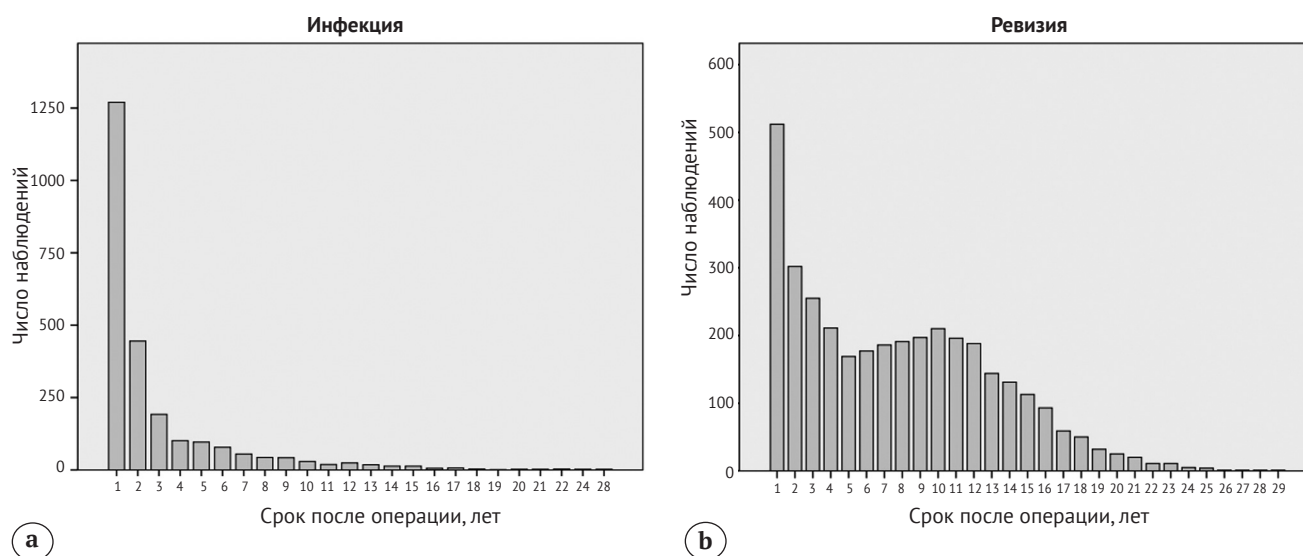 Инфекция
Число наблюдений
1250
1000
750
500
250
0
1 2 3 4 5 6 7 8 9 10 11 12 13 14 15 16 17 18 19 20 21 22 24 28
Срок после операции, лет
a
Ревизия
Число наблюдений
600
500
400
300
200
100
0
1 2 3 4 5 6 7 8 9 10 11 12 13 14 15 16 17 18 19 20 21 22 23 24 25 26 27 28 29
Срок после операции, лет
b